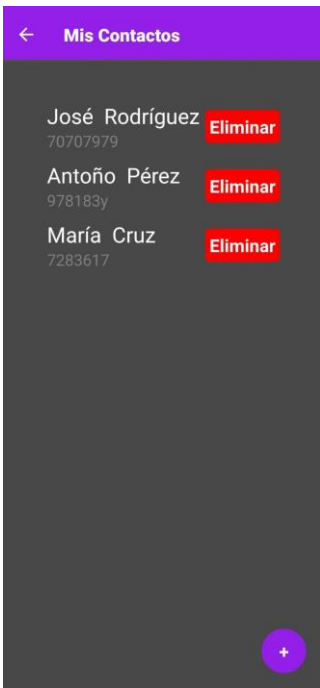 Mis Contactos
José Rodríguez
Eliminar
70707979
Antoño Pérez
Eliminar
978183y
María Cruz
Eliminar
7283617
+